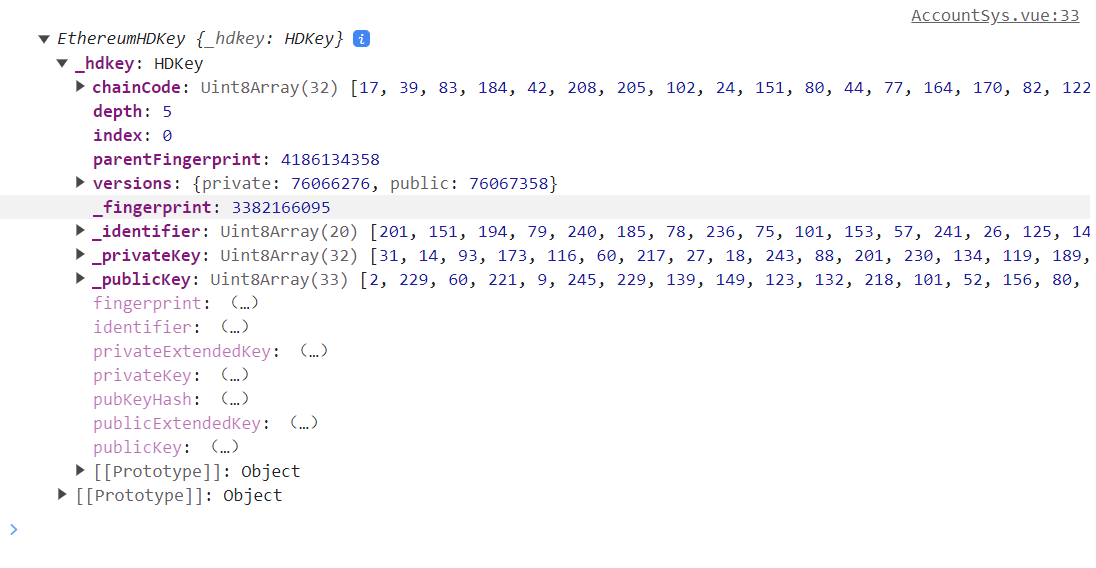 AccountSys.vue:33
▼ EthereumHDKey {_hdkey: HDKey} i
▼ _hdkey: HDKey
▶ chainCode: Uint8Array(32) [17, 39, 83, 184, 42, 208, 205, 102, 24, 151, 80, 44, 77, 164, 170, 82, 122
depth: 5
index: 0
parentFingerprint: 4186134358
▶ versions: {private: 76066276, public: 76067358}
_fingerprint: 3382166095
▶ _identifier: Uint8Array(20) [201, 151, 194, 79, 240, 185, 78, 236, 75, 101, 153, 57, 241, 26, 125, 14
▶ _privateKey: Uint8Array(32) [31, 14, 93, 173, 116, 60, 217, 27, 18, 243, 88, 201, 230, 134, 119, 189,
▶ _publicKey: Uint8Array(33) [2, 229, 60, 221, 9, 245, 229, 139, 149, 123, 132, 218, 101, 52, 156, 80,
fingerprint: (…)
identifier: (…)
privateExtendedKey: (…)
privateKey: (…)
pubKeyHash: (…)
publicExtendedKey: (…)
publicKey: (…)
▶ [[Prototype]]: Object
▶ [[Prototype]]: Object
>